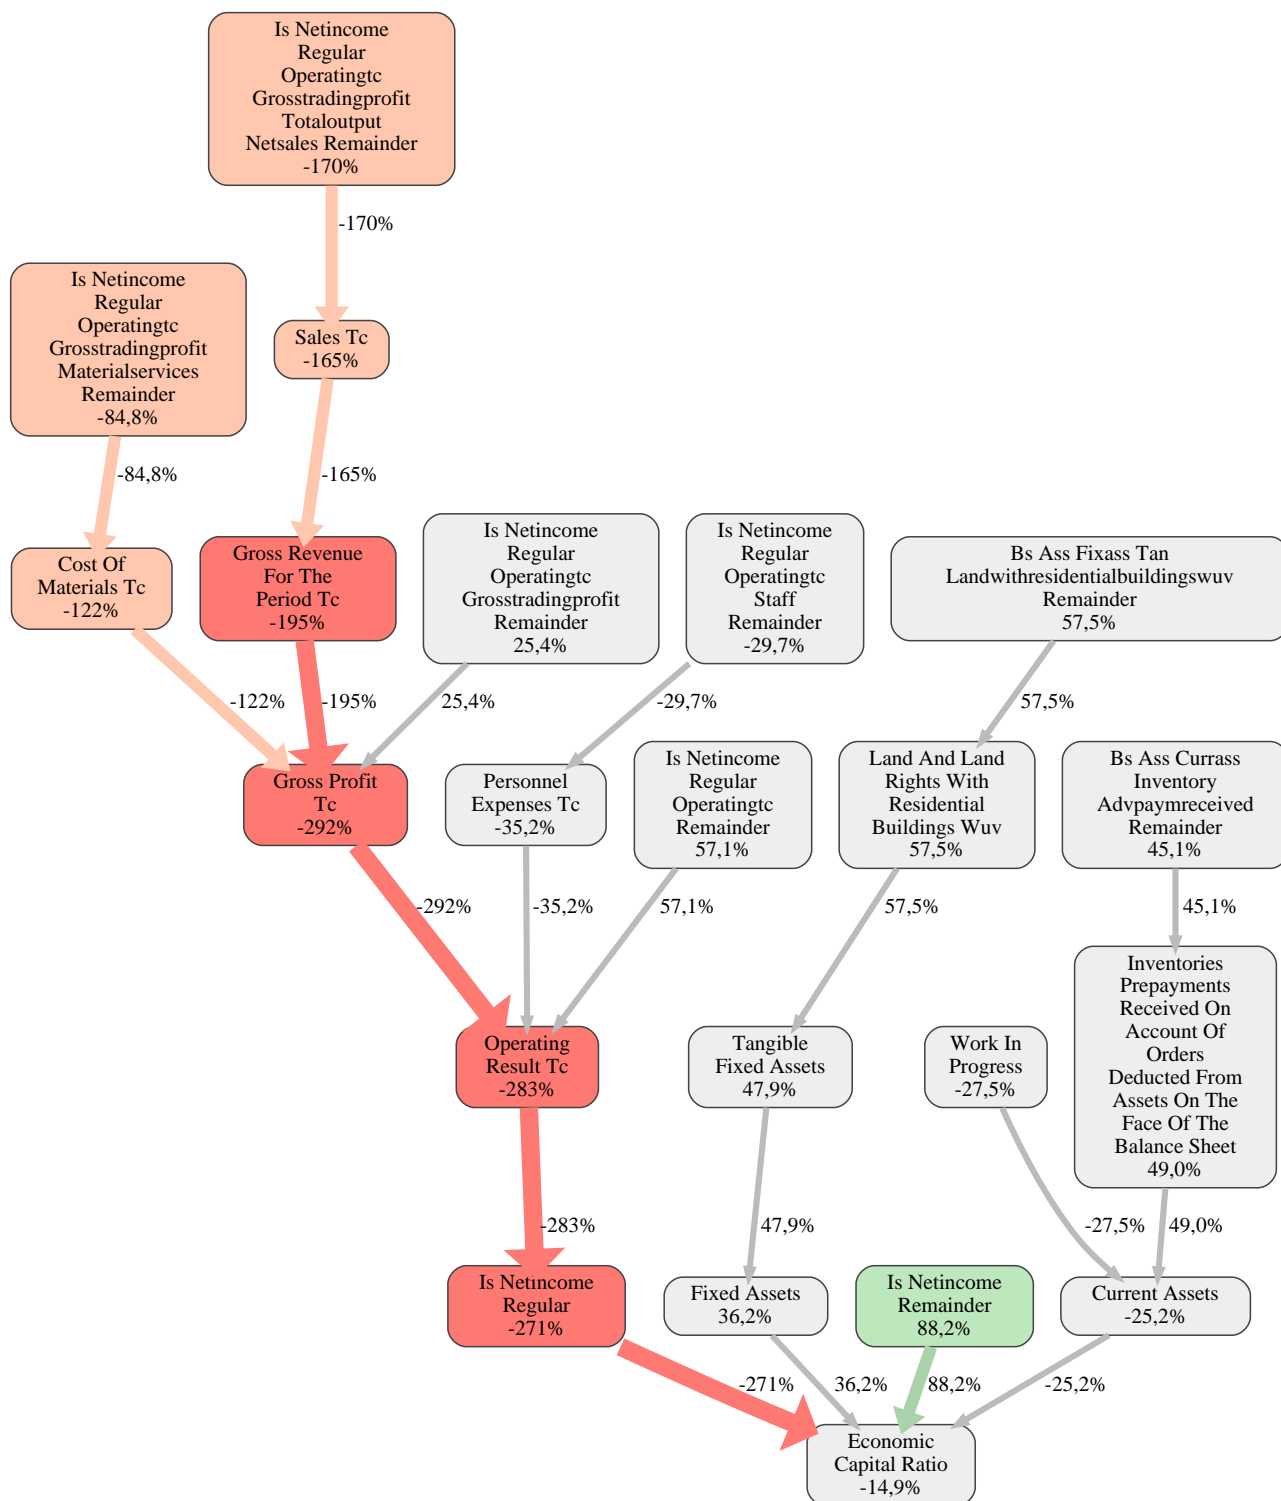 Is Netincome
Regular
Operatingtc
Grosstradingprofit
Totaloutput
Netsales Remainder
-170%
-170%
Is Netincome
Regular
Operatingtc
Grosstradingprofit
Materialservices
Remainder
-84,8%
Sales Tc
-165%
-84,8%
-165%
Cost Of
Materials Tc
-122%
Gross Revenue
For The
Period Tc
-195%
Is Netincome
Regular
Operatingtc
Grosstradingprofit
Remainder
25,4%
Is Netincome
Regular
Operatingtc
Staff
Remainder
-29,7%
Bs Ass Fixass Tan
Landwithresidentialbuildingswuv
Remainder
57,5%
-122%
-195%
25,4%
-29,7%
57,5%
Gross Profit
Tc
-292%
Personnel
Expenses Tc
-35,2%
Is Netincome
Regular
Operatingtc
Remainder
57,1%
Land And Land
Rights With
Residential
Buildings Wuv
57,5%
Bs Ass Currass
Inventory
Advpaymreceived
Remainder
45,1%
-292%
-35,2%
57,1%
57,5%
45,1%
Operating
Result Tc
-283%
Tangible
Fixed Assets
47,9%
Work In
Progress
-27,5%
Inventories
Prepayments
Received On
Account Of
Orders
Deducted From
Assets On The
Face Of The
Balance Sheet
49,0%
-283%
47,9%
-27,5%
49,0%
Is Netincome
Regular
-271%
Fixed Assets
36,2%
Is Netincome
Remainder
88,2%
Current Assets
-25,2%
-271%
36,2%
88,2%
-25,2%
Economic
Capital Ratio
-14,9%